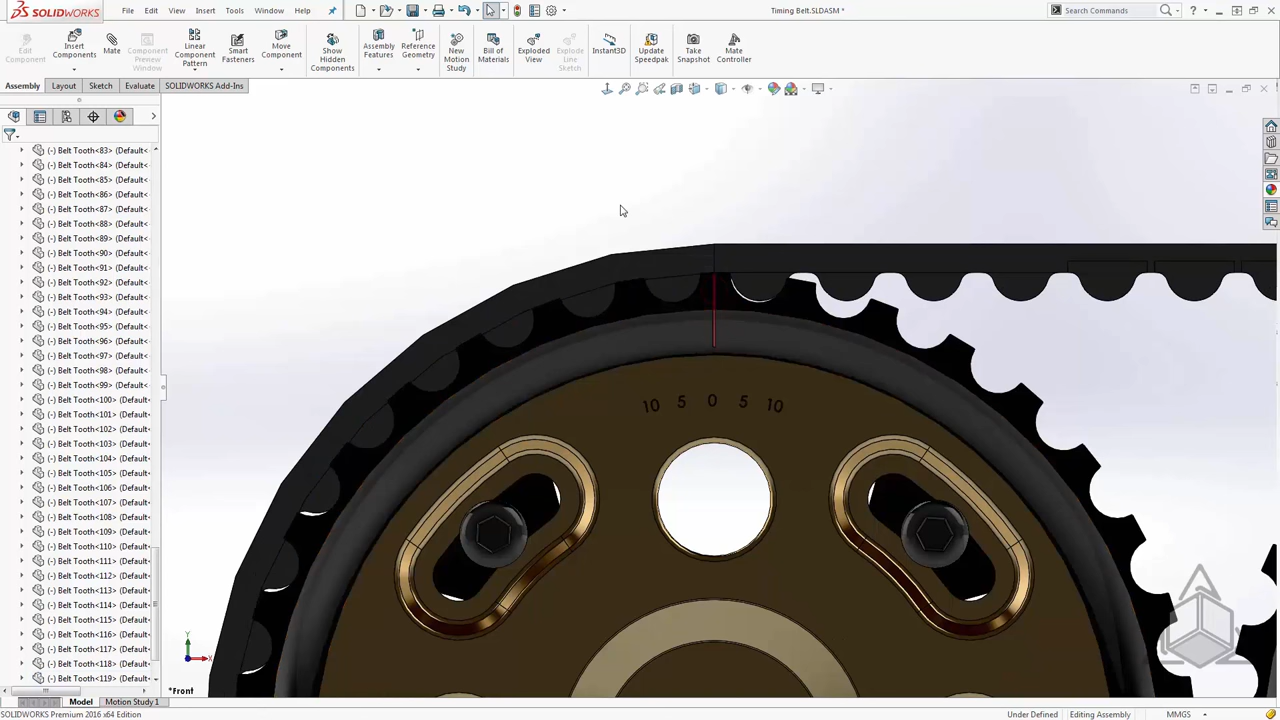 SOLIDWORKS
File Edit View Insert Tools Window Help
Timing Belt.SLDASM *
Search Commands
Edit Component
Insert Components
Mate
Component Preview Window
Linear Component Pattern
Smart Fasteners
Move Component
Show Hidden Components
Assembly Features
Reference Geometry
New Motion Study
Bill of Materials
Exploded View
Explode Line Sketch
Instant3D
Update Speedpak
Take Snapshot
Mate Controller
Assembly Layout Sketch Evaluate SOLIDWORKS Add-Ins
(-) Belt Tooth<83> (Default<
(-) Belt Tooth<84> (Default<
(-) Belt Tooth<85> (Default<
(-) Belt Tooth<86> (Default<
(-) Belt Tooth<87> (Default<
(-) Belt Tooth<88> (Default<
(-) Belt Tooth<89> (Default<
(-) Belt Tooth<90> (Default<
(-) Belt Tooth<91> (Default<
(-) Belt Tooth<92> (Default<
(-) Belt Tooth<93> (Default<
(-) Belt Tooth<94> (Default<
(-) Belt Tooth<95> (Default<
(-) Belt Tooth<96> (Default<
(-) Belt Tooth<97> (Default<
(-) Belt Tooth<98> (Default<
(-) Belt Tooth<99> (Default<
(-) Belt Tooth<100> (Default<
(-) Belt Tooth<101> (Default<
(-) Belt Tooth<102> (Default<
(-) Belt Tooth<103> (Default<
(-) Belt Tooth<104> (Default<
(-) Belt Tooth<105> (Default<
(-) Belt Tooth<106> (Default<
(-) Belt Tooth<107> (Default<
(-) Belt Tooth<108> (Default<
(-) Belt Tooth<109> (Default<
(-) Belt Tooth<110> (Default<
(-) Belt Tooth<111> (Default<
(-) Belt Tooth<112> (Default<
(-) Belt Tooth<113> (Default<
(-) Belt Tooth<114> (Default<
(-) Belt Tooth<115> (Default<
(-) Belt Tooth<116> (Default<
(-) Belt Tooth<117> (Default<
(-) Belt Tooth<118> (Default<
(-) Belt Tooth<119> (Default<
10 5 0 5 10
Y
X
*Front
Model Motion Study 1
SOLIDWORKS Premium 2016 x64 Edition
Under Defined Editing Assembly MMGS